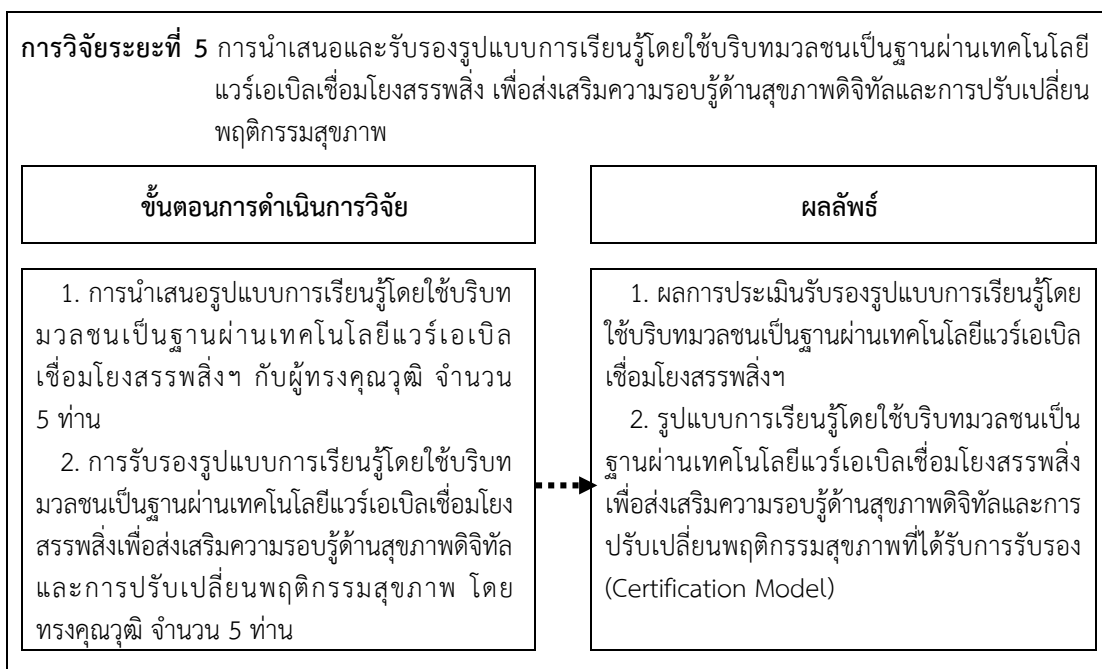 การวิจัยระยะที่ 5 การนำเสนอและรับรองรูปแบบการเรียนรู้โดยใช้บริบทมวลชนเป็นฐานผ่านเทคโนโลยี
แวร์เอเบิลเชื่อมโยงสรรพสิ่ง เพื่อส่งเสริมความรอบรู้ด้านสุขภาพดิจิทัลและการปรับเปลี่ยน
พฤติกรรมสุขภาพ
ขั้นตอนการดำเนินการวิจัย
1. การนำเสนอรูปแบบการเรียนรู้โดยใช้บริบท
มวลชนเป็นฐานผ่านเทคโนโลยีแวร์เอเบิล
เชื่อมโยงสรรพสิ่งฯ กับผู้ทรงคุณวุฒิ จำนวน
5 ท่าน
2. การรับรองรูปแบบการเรียนรู้โดยใช้บริบท
มวลชนเป็นฐานผ่านเทคโนโลยีแวร์เอเบิลเชื่อมโยง
สรรพสิ่งเพื่อส่งเสริมความรอบรู้ด้านสุขภาพดิจิทัล
และการปรับเปลี่ยนพฤติกรรมสุขภาพ โดย
ทรงคุณวุฒิ จำนวน 5 ท่าน
ผลลัพธ์
1. ผลการประเมินรับรองรูปแบบการเรียนรู้โดย
ใช้บริบทมวลชนเป็นฐานผ่านเทคโนโลยีแวร์เอเบิล
เชื่อมโยงสรรพสิ่งฯ
2. รูปแบบการเรียนรู้โดยใช้บริบทมวลชนเป็น
ฐานผ่านเทคโนโลยีแวร์เอเบิลเชื่อมโยงสรรพสิ่ง
เพื่อส่งเสริมความรอบรู้ด้านสุขภาพดิจิทัลและการ
ปรับเปลี่ยนพฤติกรรมสุขภาพที่ได้รับการรับรอง
(Certification Model)